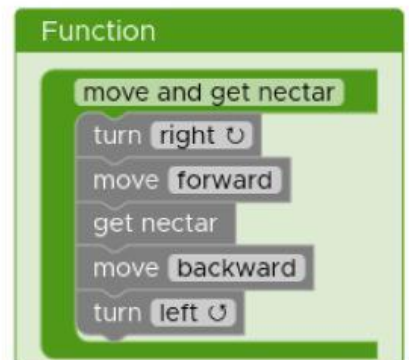 Function
move and get nectar
turn right ↻
move forward
get nectar
move backward
turn left ↺